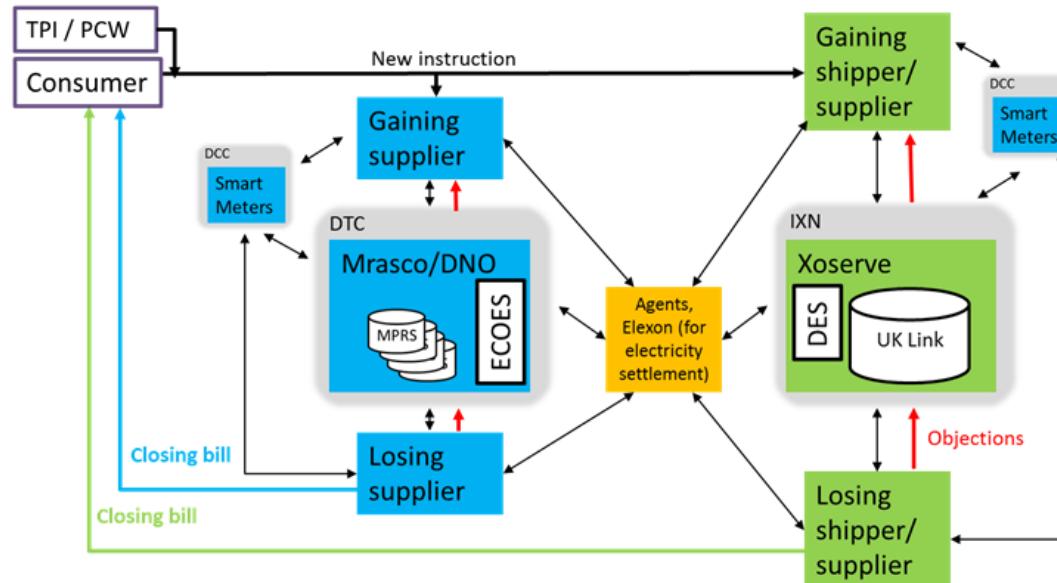 TPI / PCW
Consumer
New instruction
Gaining
supplier
Gaining
shipper/
supplier
DCC
Smart
Meters
DCC
Smart
Meters
DTC
Mrasco/DNO
MPRS
ECOES
Agents,
Elexon (for
electricity
settlement)
IXN
Xoserve
DES
UK Link
Closing bill
Losing
supplier
Objections
Closing bill
Losing
shipper/
supplier